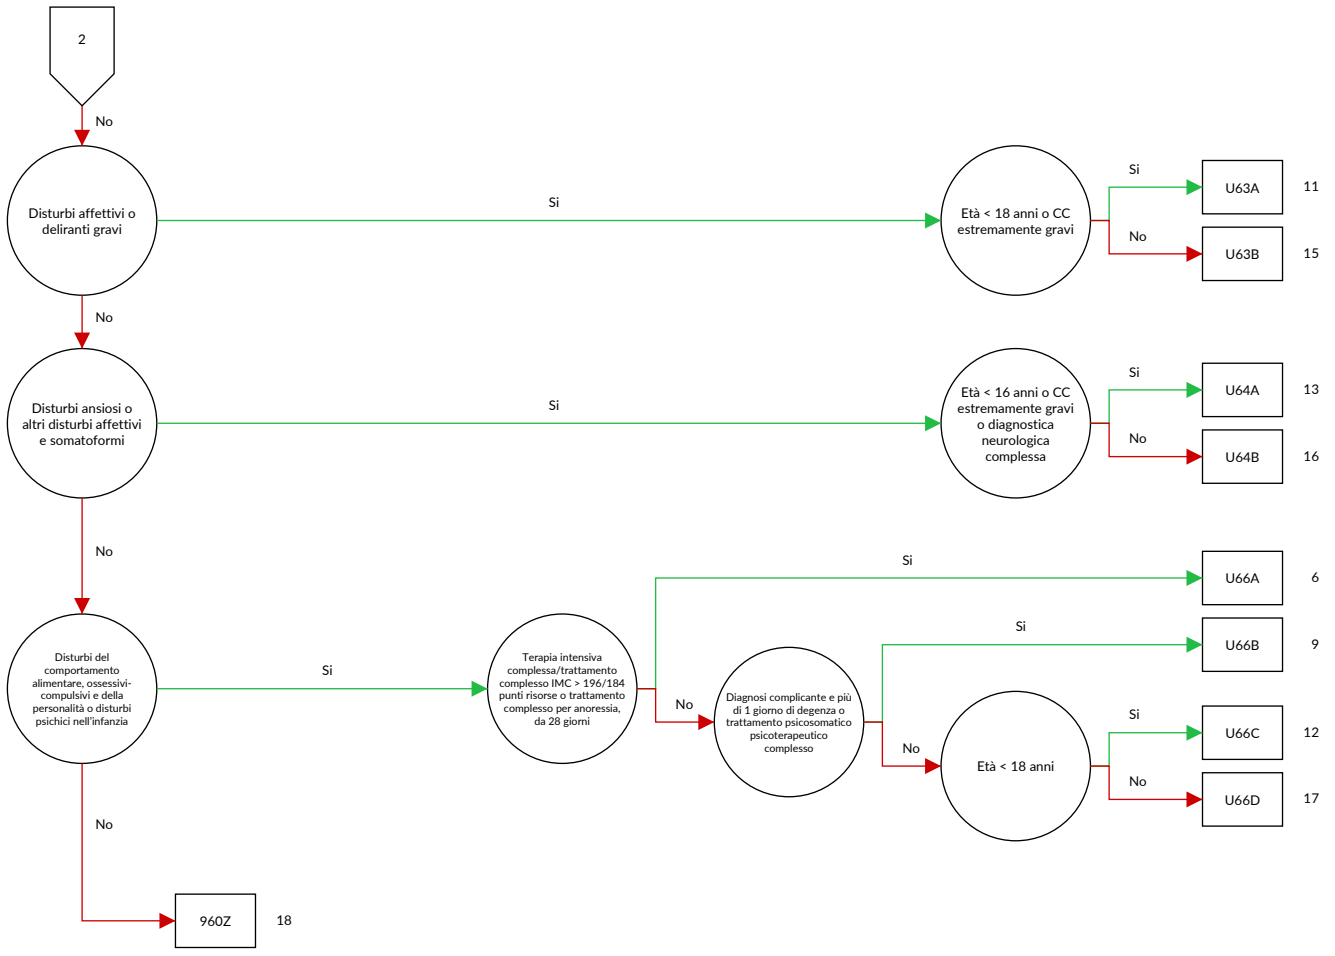 2
No
Disturbi affettivi o
deliranti gravi
Si
Età < 18 anni o CC
estremamente gravi
Si
U63A
11
No
U63B
15
No
Disturbi ansiosi o
altri disturbi affettivi
e somatoformi
Si
Età < 16 anni o CC
estremamente gravi
o diagnostica
neurologica
complessa
Si
U64A
13
No
U64B
16
No
Disturbi del
comportamento
alimentare, ossessivi-
compulsivi e della
personalità o disturbi
psichici nell'infanzia
Si
Terapia intensiva
complessa/trattamento
complesso IMC > 196/184
punti risorse o trattamento
complesso per anoressia,
da 28 giorni
Si
U66A
6
No
Diagnosi complicante e più
di 1 giorno di degenza o
trattamento psicosomatico
psicoterapeutico
complesso
Si
U66B
9
No
Età < 18 anni
Si
U66C
12
No
U66D
17
No
960Z
18